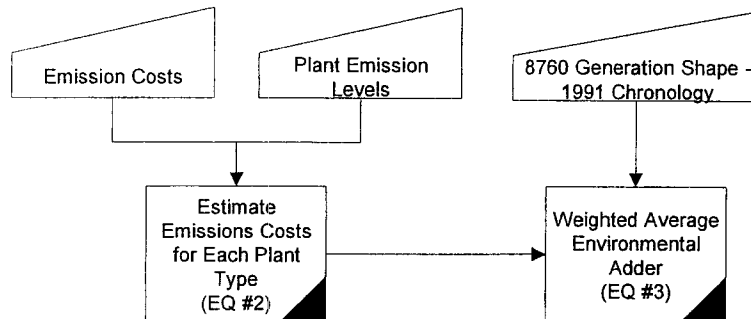 Emission Costs
Plant Emission
Levels
8760 Generation Shape -
1991 Chronology
Estimate
Emissions Costs
for Each Plant
Type
(EQ #2)
Weighted Average
Environmental
Adder
(EQ #3)